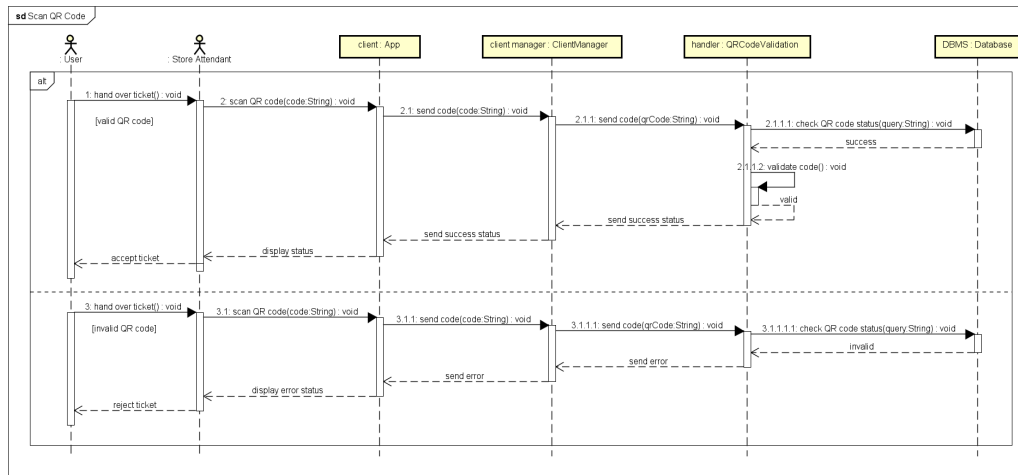 sd Scan QR Code
: User
: Store Attendant
client : App
client manager : ClientManager
handler : QRCodeValidation
DBMS : Database
alt
1: hand over ticket() : void
2: scan QR code(code:String) : void
2.1: send code(code:String) : void
2.1.1: send code(qrCode:String) : void
2.1.1.1: check QR code status(query:String) : void
[valid QR code]
success
2.1.1.2: validate code() : void
valid
send success status
send success status
display status
accept ticket
3: hand over ticket() : void
3.1: scan QR code(code:String) : void
3.1.1: send code(code:String) : void
3.1.1.1: send code(qrCode:String) : void
3.1.1.1.1: check QR code status(query:String) : void
[invalid QR code]
invalid
send error
send error
display error status
reject ticket